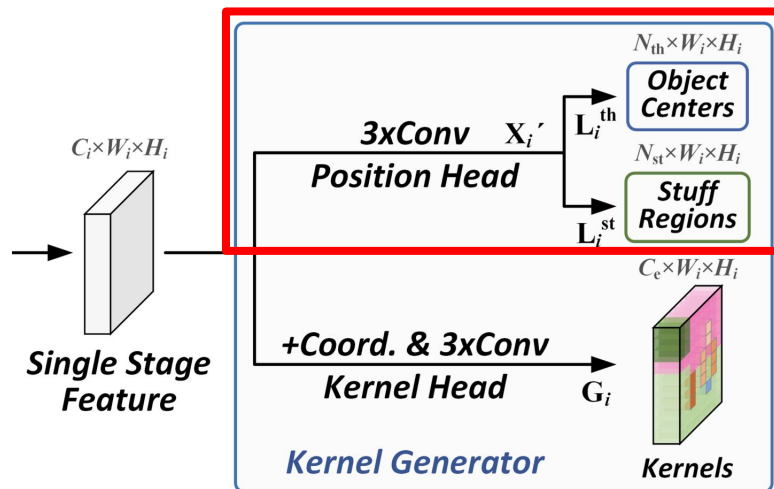 N_th×W_i×H_i
Object
Centers
L_i^th
3xConv
X_i′
Position Head
C_i×W_i×H_i
N_st×W_i×H_i
Stuff
Regions
L_i^st
C_e×W_i×H_i
Single Stage
Feature
+Coord. & 3xConv
Kernel Head
G_i
Kernel Generator
Kernels